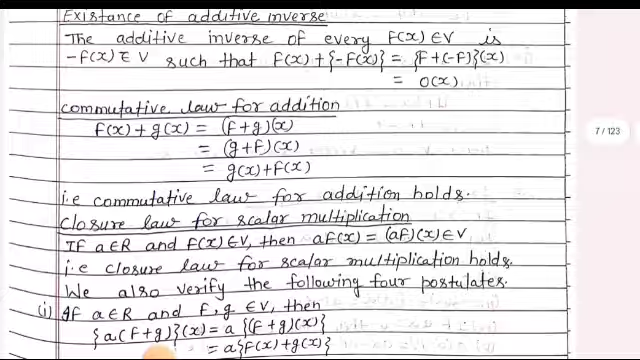 Existance of additive inverse
The additive inverse of every F(x) ∈ V is
-F(x) ∈ V such that F(x) + {-F(x)} = {F+(-F)}(x)
= 0(x)
commutative law for addition
F(x) + g(x) = (F+g)(x)
= (g+F)(x)
= g(x)+F(x)
7/123
i.e commutative law for addition holds.
closure law for scalar multiplication
If a∈R and F(x)∈V, then aF(x) = (aF)(x)∈V
i.e closure law for scalar multiplication holds.
We also verify the following four postulates.
(i) If a∈R and F, g ∈V, then
{a(F+g)}(x) = a{(F+g)(x)}
= a{F(x)+g(x)}